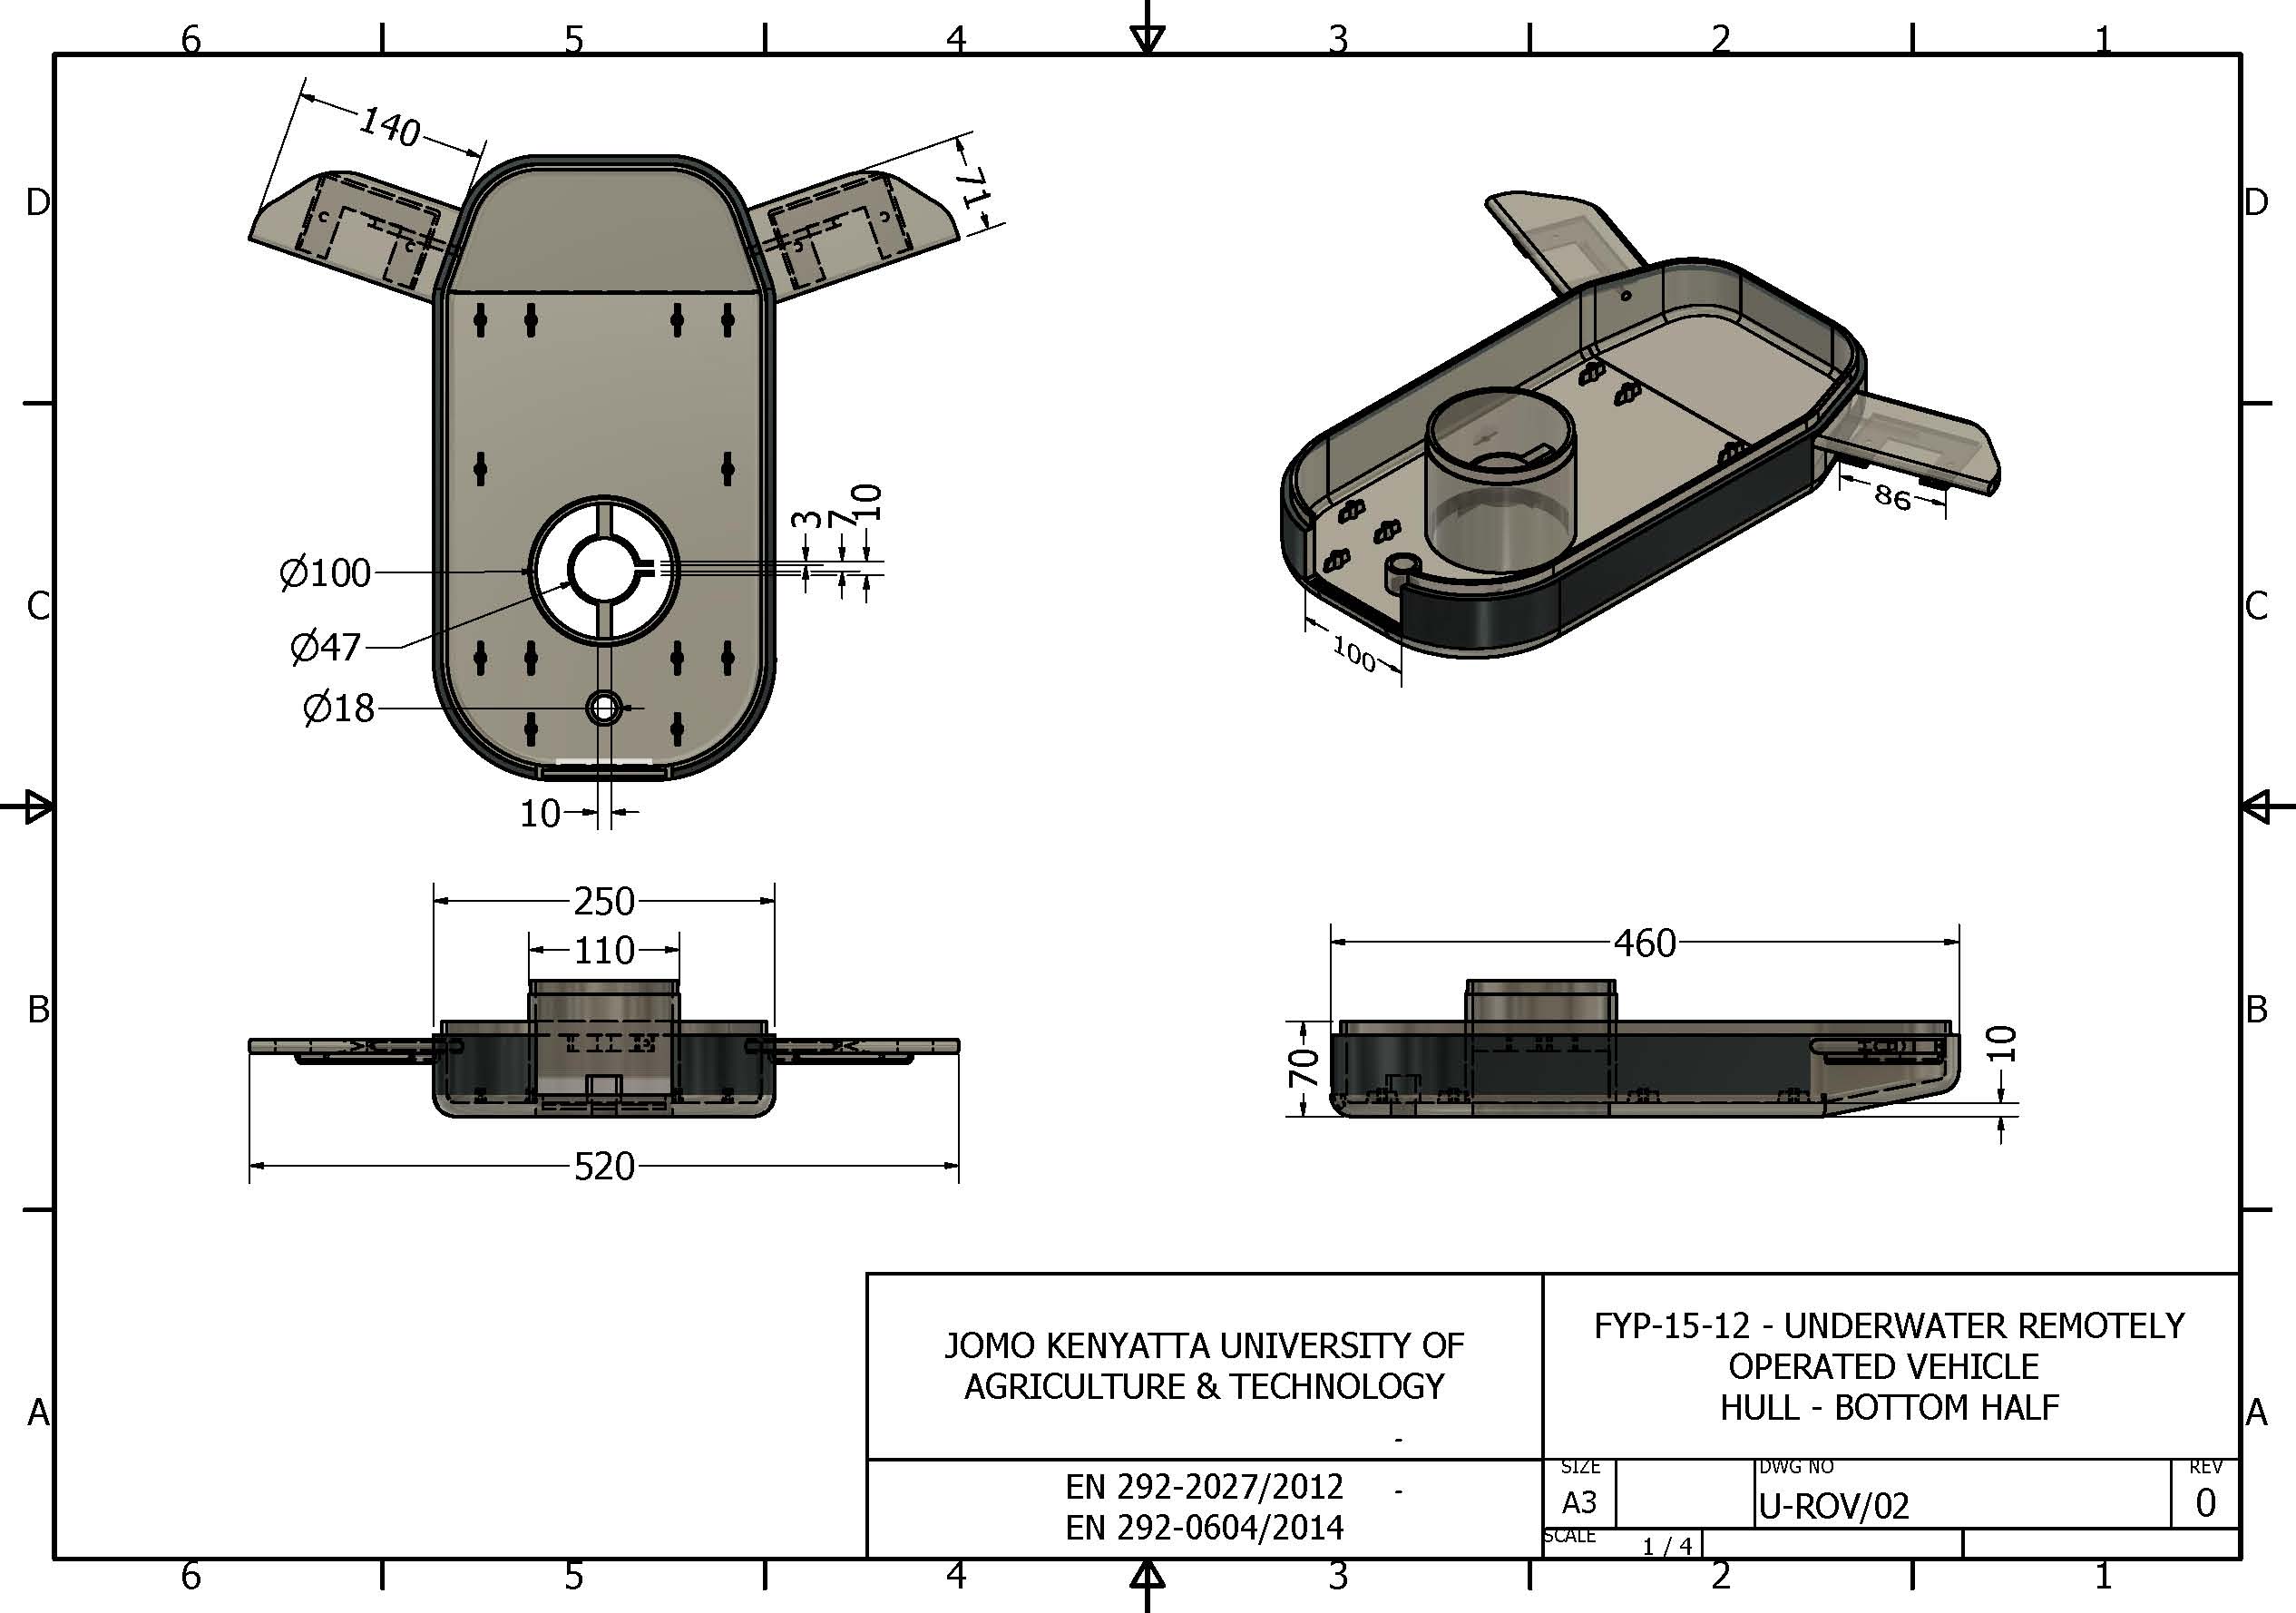 6 5 4 3 2 1
D D
140
71
86
3 7 10
Ø100
C C
Ø47
100
Ø18
10
250
460
110
B B
70
10
520
JOMO KENYATTA UNIVERSITY OF
AGRICULTURE & TECHNOLOGY
-
FYP-15-12 - UNDERWATER REMOTELY
OPERATED VEHICLE
HULL - BOTTOM HALF
A A
EN 292-2027/2012 -
EN 292-0604/2014
SIZE DWG NO REV
A3 U-ROV/02 0
SCALE 1 / 4
6 5 4 3 2 1